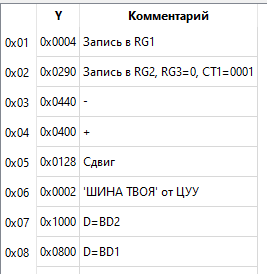 Y Комментарий
0x01 0x0004 Запись в RG1
0x02 0x0290 Запись в RG2, RG3=0, CT1=0001
0x03 0x0440 -
0x04 0x0400 +
0x05 0x0128 Сдвиг
0x06 0x0002 'ШИНА ТВОЯ' от ЦУУ
0x07 0x1000 D=BD2
0x08 0x0800 D=BD1